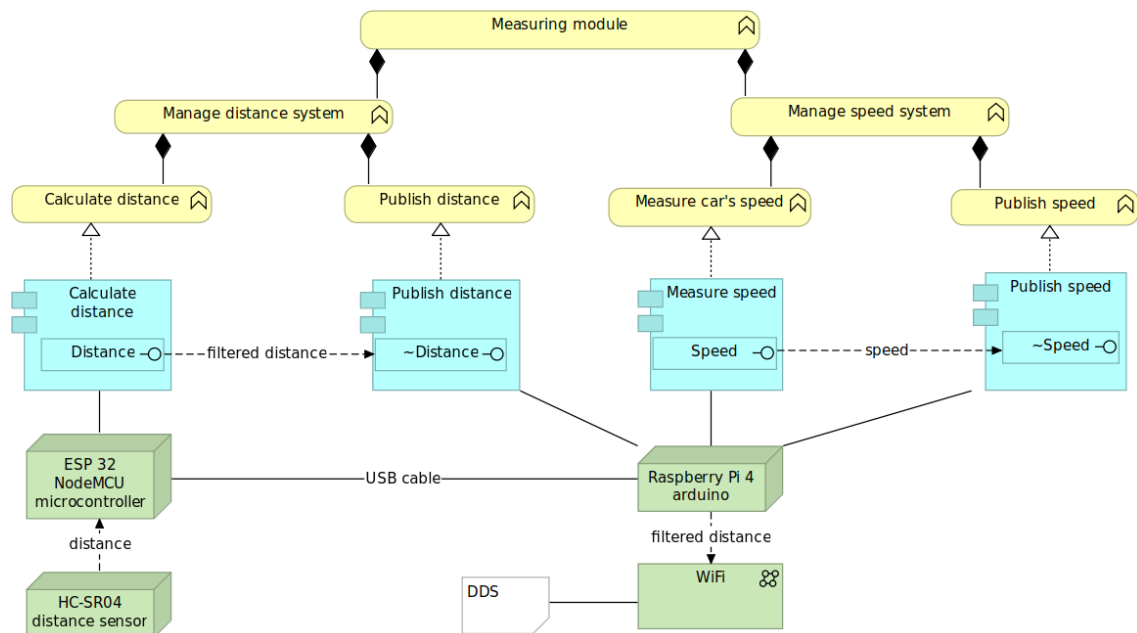 Measuring module
Manage distance system
Manage speed system
Calculate distance
Publish distance
Measure car's speed
Publish speed
Calculate
distance
Publish distance
Measure speed
Publish speed
Distance
filtered distance
~Distance
Speed
speed
~Speed
ESP 32
NodeMCU
microcontroller
USB cable
Raspberry Pi 4
arduino
distance
filtered distance
HC-SR04
distance sensor
DDS
WiFi